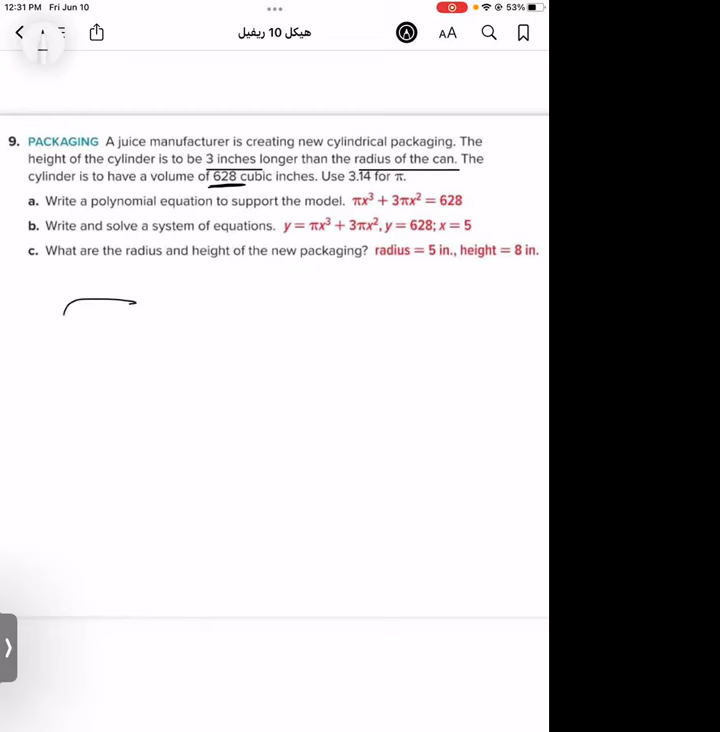 12:31 PM Fri Jun 10
53%
هيكل 10 ريفيل
AA
9. PACKAGING A juice manufacturer is creating new cylindrical packaging. The
height of the cylinder is to be 3 inches longer than the radius of the can. The
cylinder is to have a volume of 628 cubic inches. Use 3.14 for π.
a. Write a polynomial equation to support the model. πx³ + 3πx² = 628
b. Write and solve a system of equations. y = πx³ + 3πx², y = 628; x = 5
c. What are the radius and height of the new packaging? radius = 5 in., height = 8 in.